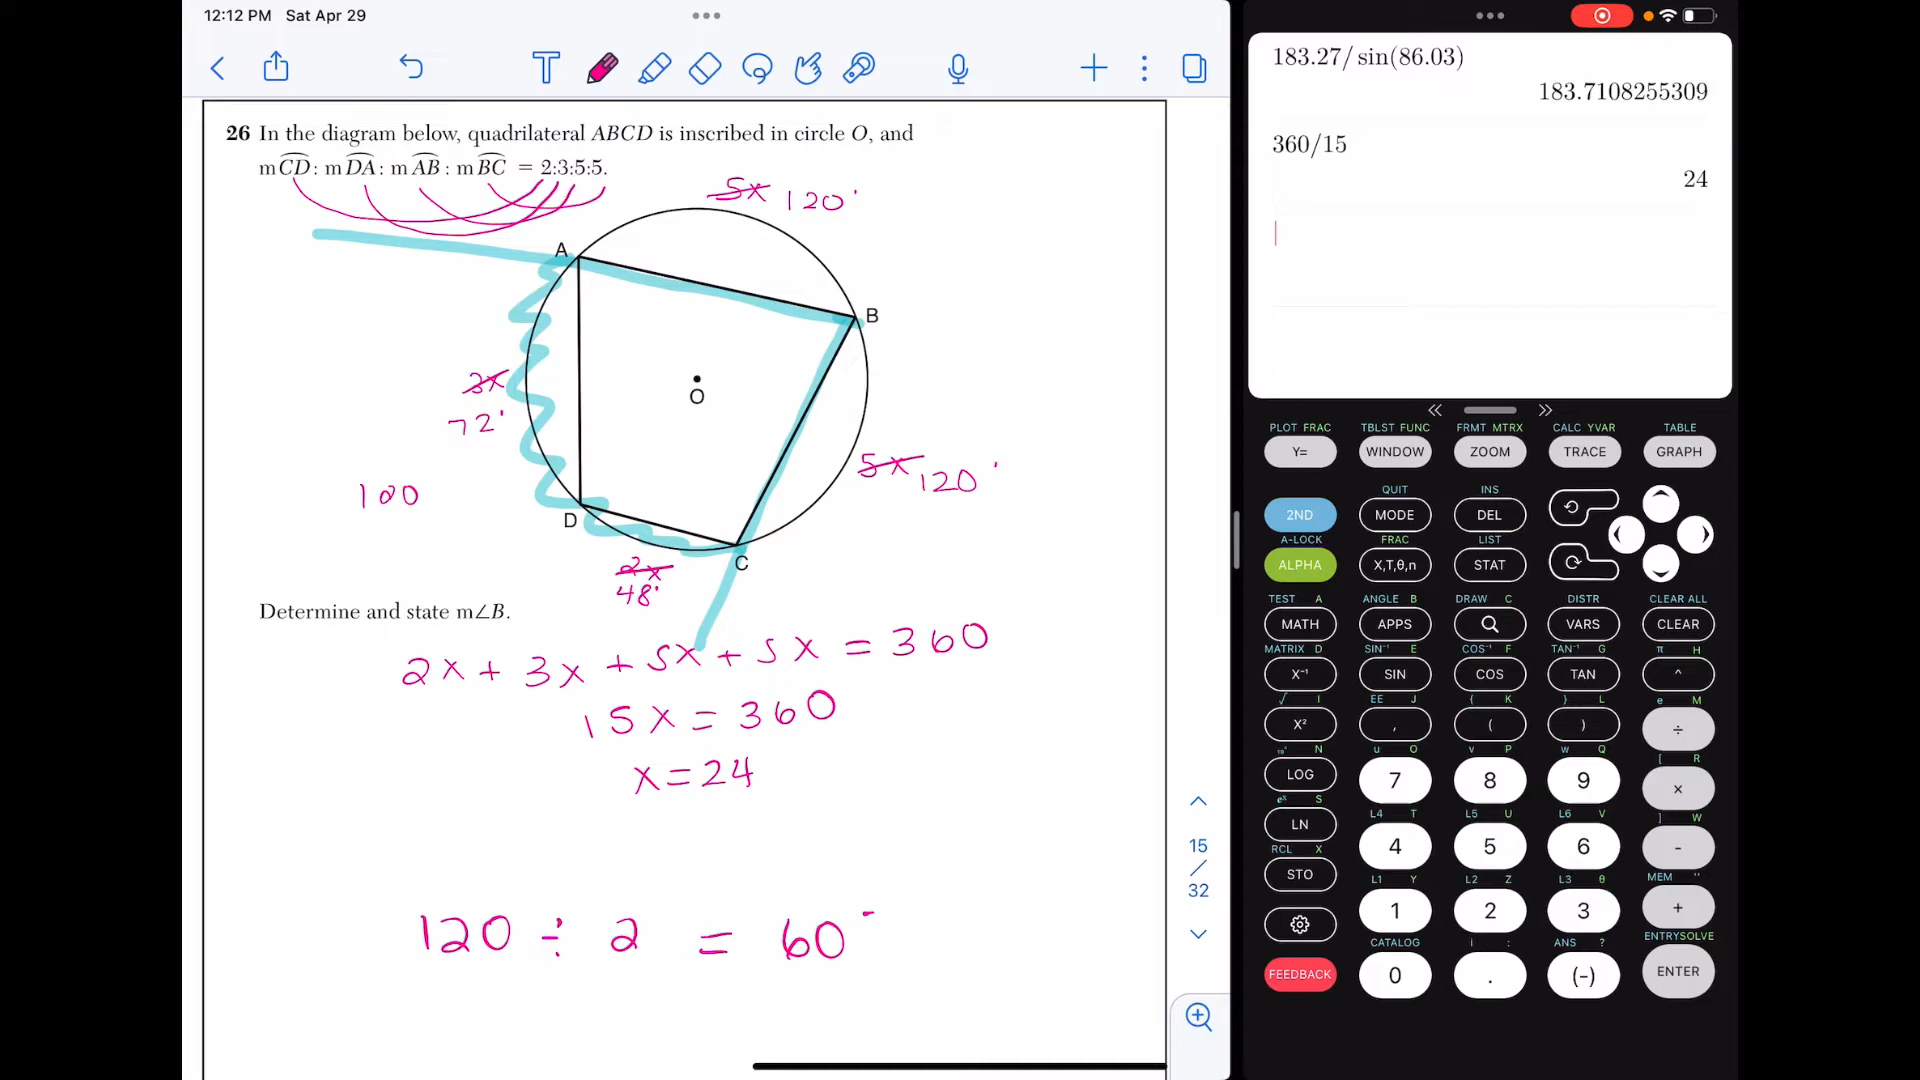 12:12 PM Sat Apr 29
26 In the diagram below, quadrilateral ABCD is inscribed in circle O, and
mCD : mDA : mAB : mBC = 2:3:5:5.
5x 120°
A
B
3x
72°
O
5x 120°
100
D
C
2x
48°
Determine and state m∠B.
2x + 3x + 5x + 5x = 360
15x = 360
x = 24
120 ÷ 2 = 60°
15
32
183.27/sin(86.03)
183.7108255309
360/15
24
PLOT FRAC TBLST FUNC FRMT MTRX CALC YVAR TABLE
Y= WINDOW ZOOM TRACE GRAPH
QUIT INS
2ND MODE DEL
A-LOCK FRAC LIST
ALPHA X,T,θ,n STAT
TEST A ANGLE B DRAW C DISTR CLEAR ALL
MATH APPS VARS CLEAR
MATRIX D SIN⁻¹ E COS⁻¹ F TAN⁻¹ G π H
X⁻¹ SIN COS TAN ^
√ I EE J { K } L e M
X² , ( ) ÷
10ˣ N u O v P w Q [ R
LOG 7 8 9 ×
eˣ S L4 T L5 U L6 V ] W
LN 4 5 6 -
RCL X L1 Y L2 Z L3 θ MEM "
STO 1 2 3 +
CATALOG i : ANS ? ENTRYSOLVE
FEEDBACK 0 . (−) ENTER